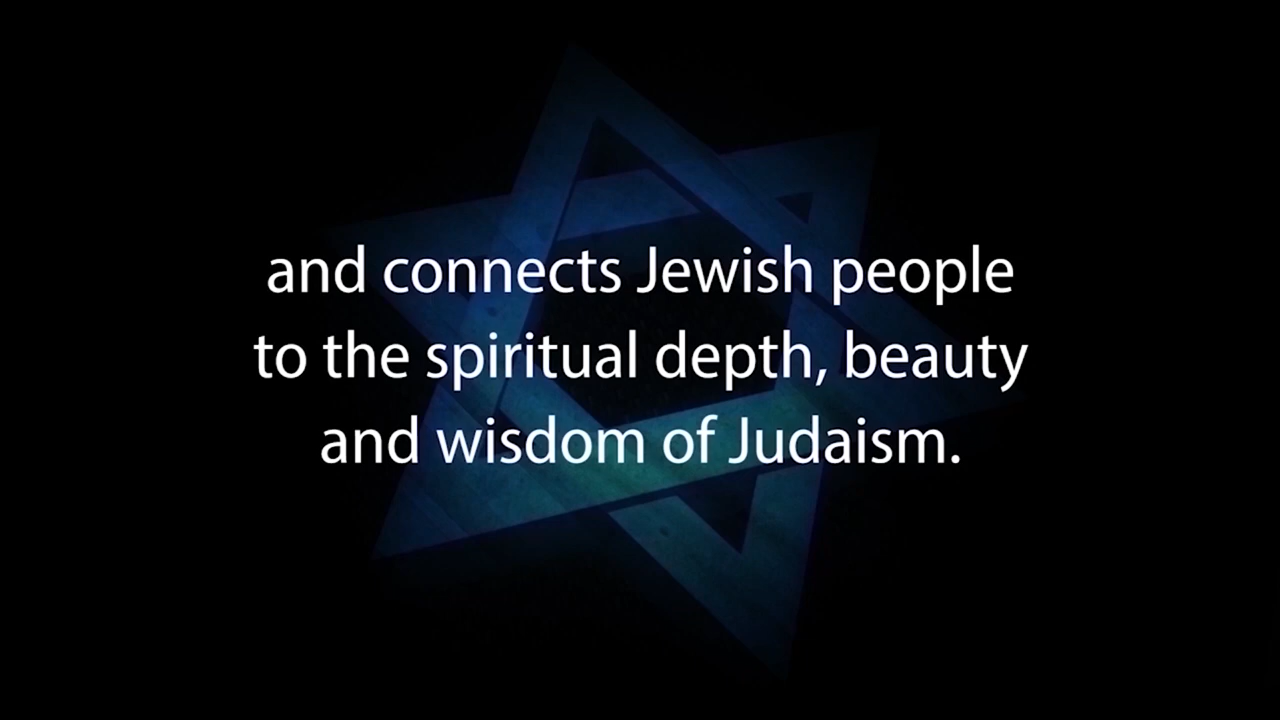 and connects Jewish people
to the spiritual depth, beauty
and wisdom of Judaism.